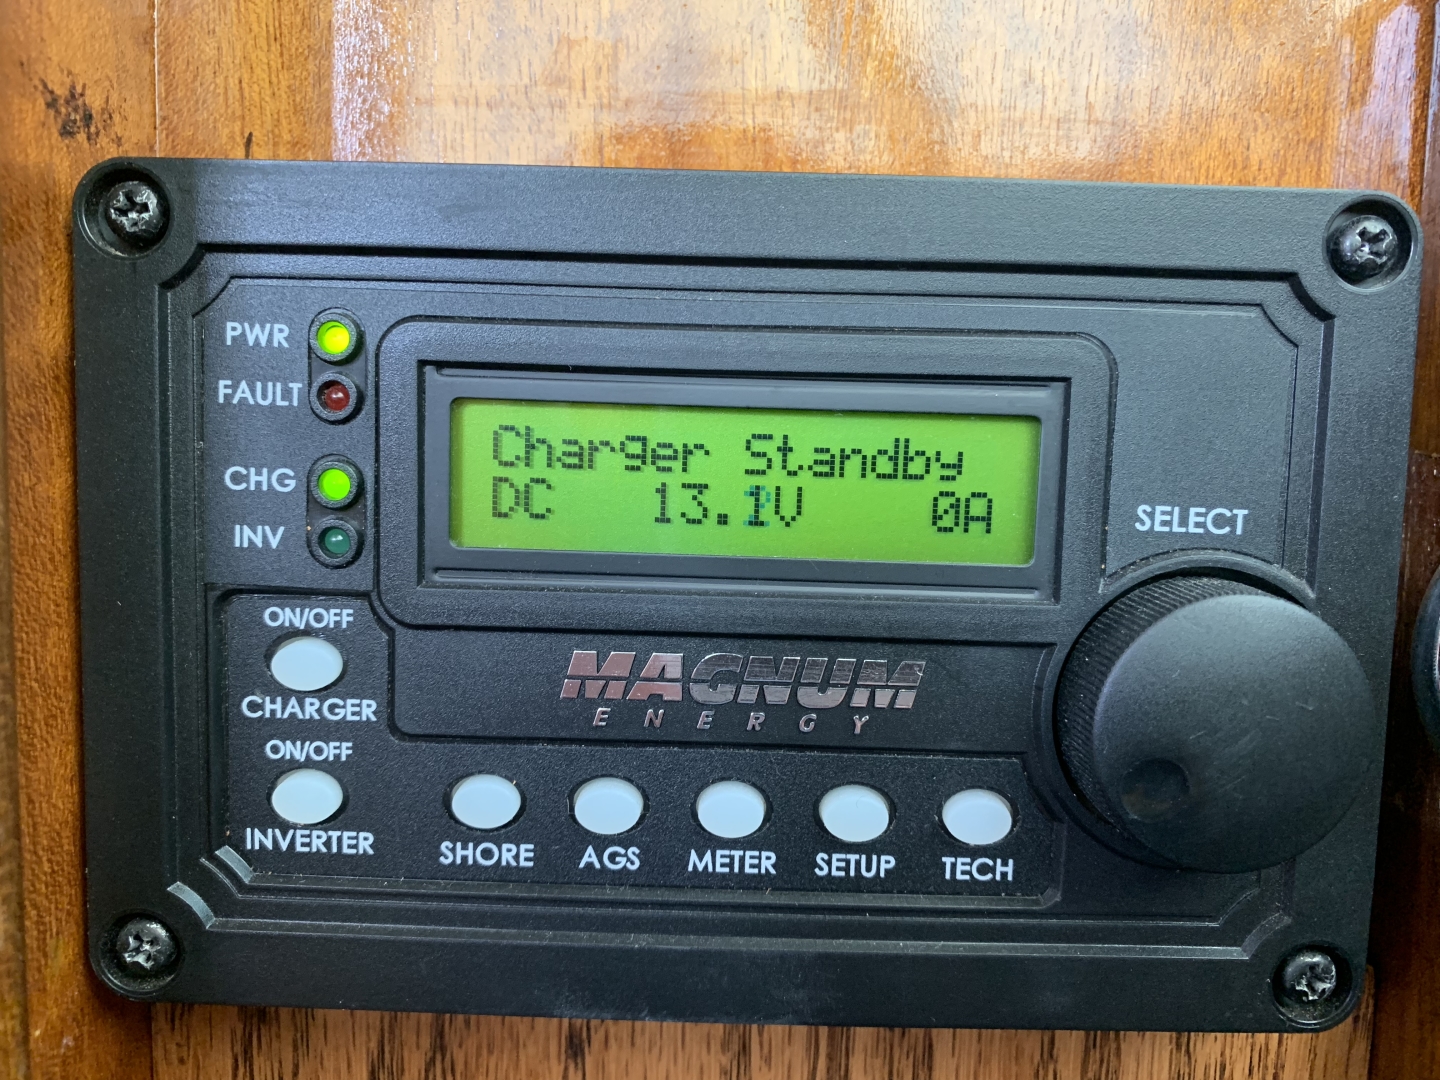 PWR
FAULT
CHG
INV
Charger Standby
DC 13.1V 0A
SELECT
ON/OFF
CHARGER
ON/OFF
INVERTER
MAGNUM
ENERGY
SHORE
AGS
METER
SETUP
TECH